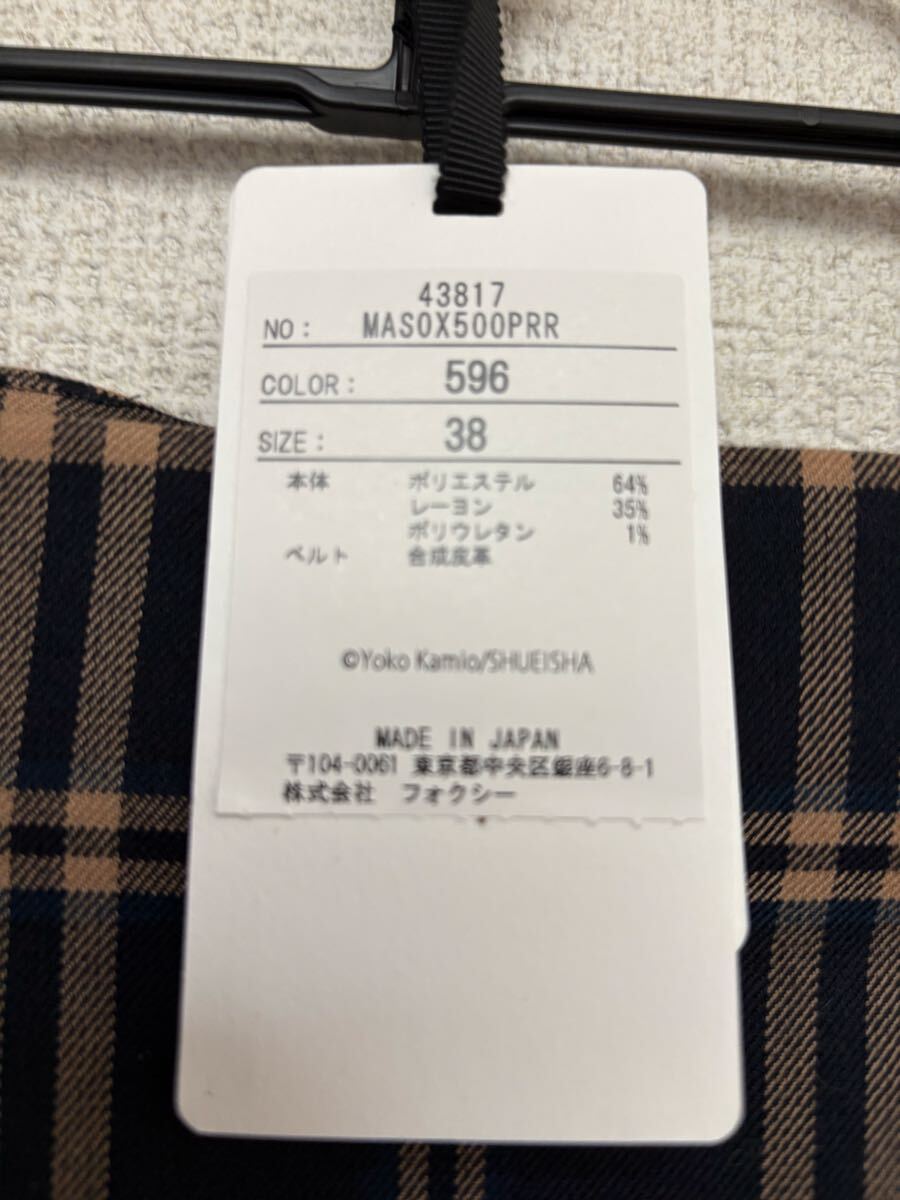 43817
NO: MASOX500PRR
COLOR: 596
SIZE: 38
本体 ポリエステル 64%
レーヨン 35%
ポリウレタン 1%
ベルト 合成皮革
©Yoko Kamio/SHUEISHA
MADE IN JAPAN
〒104-0061 東京都中央区銀座6-8-1
株式会社 フォクシー